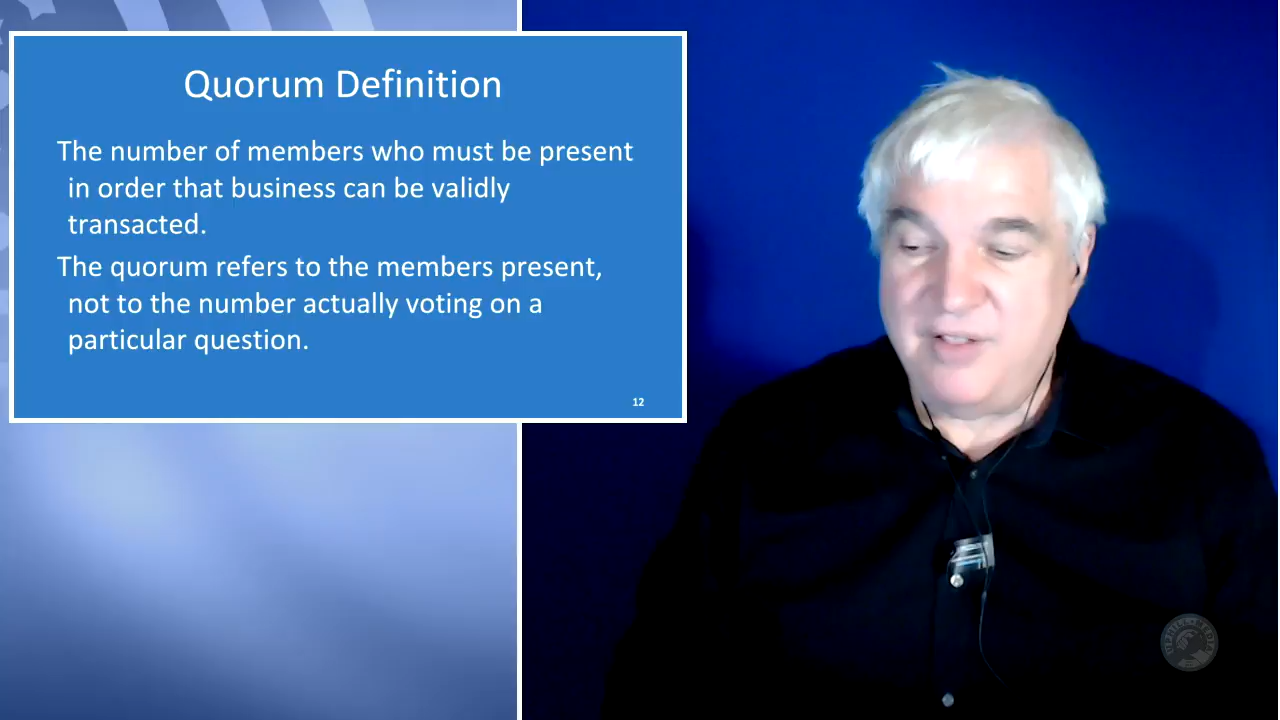 Quorum Definition
The number of members who must be present
in order that business can be validly
transacted.
The quorum refers to the members present,
not to the number actually voting on a
particular question.
12